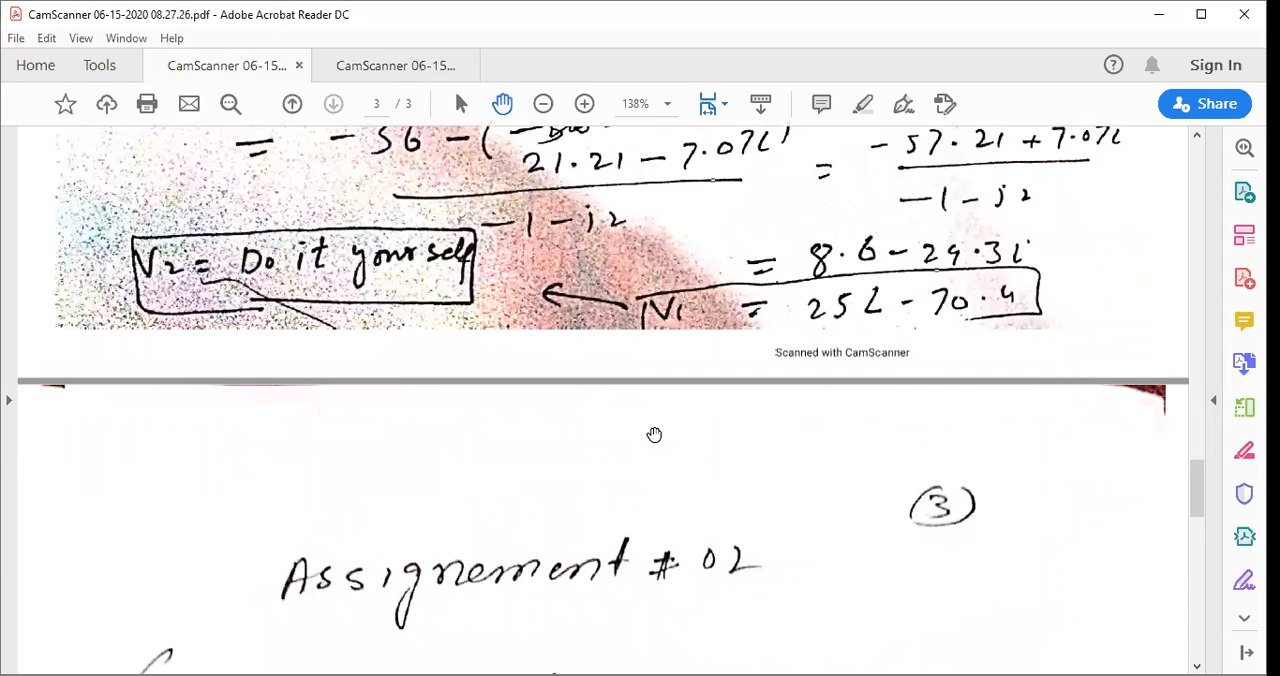 CamScanner 06-15-2020 08.27.26.pdf - Adobe Acrobat Reader DC
File Edit View Window Help
Home Tools CamScanner 06-15... × CamScanner 06-15... Sign In
3 / 3 138% Share
= - 56 - (
21.21 - 7.07i)
- 1 - j2
= - 57.21 + 7.07i
- 1 - j2
= 8.6 - 24.3i
V2 = Do it yourself
V1 = 25∠ - 70.4
Scanned with CamScanner
3
Assignement # 02